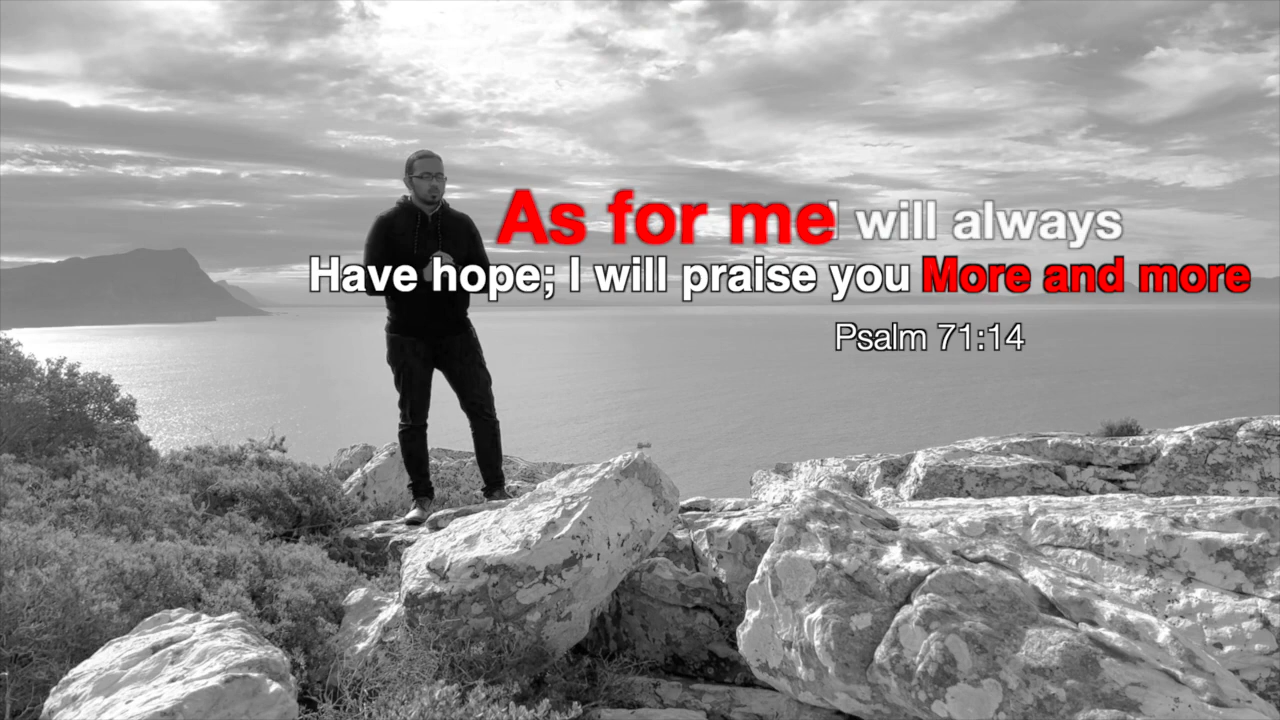 As for me I will always
Have hope; I will praise you More and more
Psalm 71:14